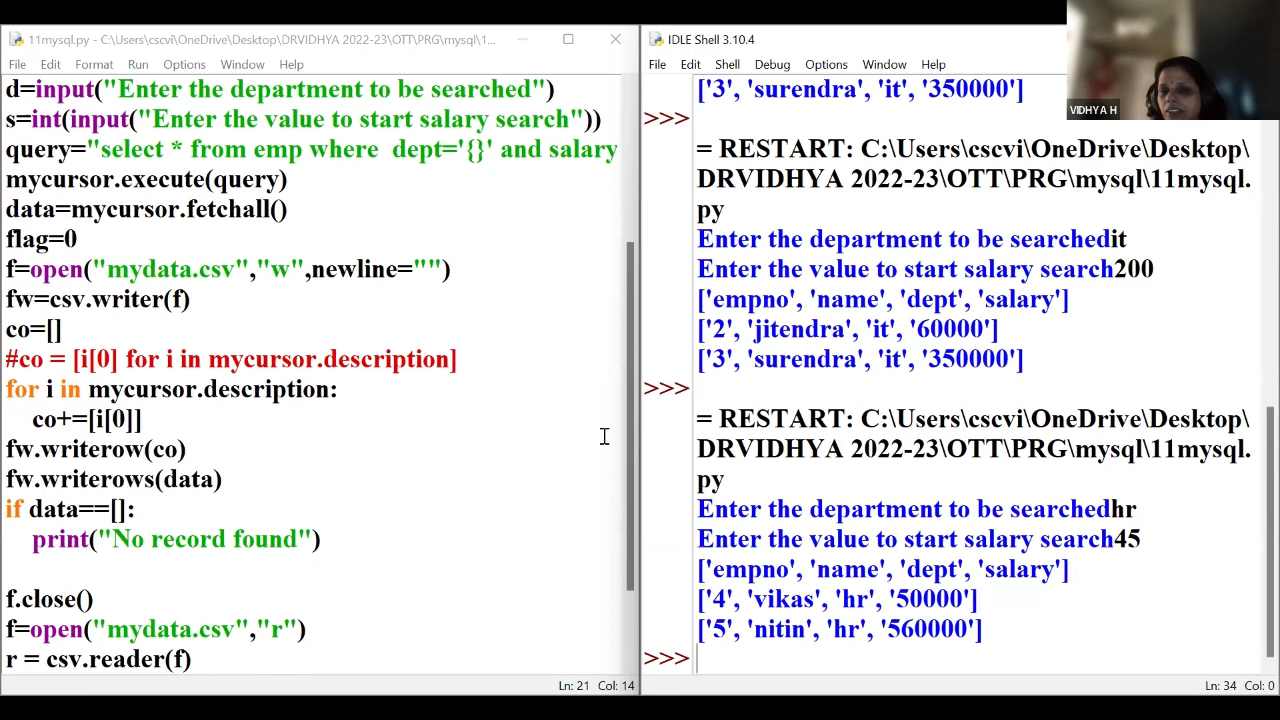 11mysql.py - C:\Users\cscvi\OneDrive\Desktop\DRVIDHYA 2022-23\OTT\PRG\mysql\1...
File Edit Format Run Options Window Help
d=input("Enter the department to be searched")
s=int(input("Enter the value to start salary search"))
query="select * from emp where  dept='{}' and salary
mycursor.execute(query)
data=mycursor.fetchall()
flag=0
f=open("mydata.csv","w",newline="")
fw=csv.writer(f)
co=[]
#co = [i[0] for i in mycursor.description]
for i in mycursor.description:
    co+=[i[0]]
fw.writerow(co)
fw.writerows(data)
if data==[]:
    print("No record found")
f.close()
f=open("mydata.csv","r")
r = csv.reader(f)
Ln: 21 Col: 14
IDLE Shell 3.10.4
File Edit Shell Debug Options Window Help
['3', 'surendra', 'it', '350000']
>>>
= RESTART: C:\Users\cscvi\OneDrive\Desktop\
DRVIDHYA 2022-23\OTT\PRG\mysql\11mysql.
py
Enter the department to be searchedit
Enter the value to start salary search200
['empno', 'name', 'dept', 'salary']
['2', 'jitendra', 'it', '60000']
['3', 'surendra', 'it', '350000']
>>>
= RESTART: C:\Users\cscvi\OneDrive\Desktop\
DRVIDHYA 2022-23\OTT\PRG\mysql\11mysql.
py
Enter the department to be searchedhr
Enter the value to start salary search45
['empno', 'name', 'dept', 'salary']
['4', 'vikas', 'hr', '50000']
['5', 'nitin', 'hr', '560000']
>>>
Ln: 34 Col: 0
VIDHYA H